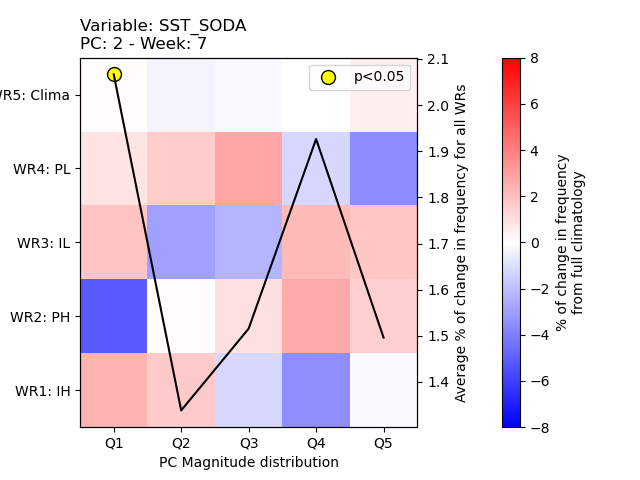 Variable: SST_SODA
PC: 2 - Week: 7
p<0.05
WR5: Clima
WR4: PL
WR3: IL
WR2: PH
WR1: IH
Q1 Q2 Q3 Q4 Q5
PC Magnitude distribution
2.1
2.0
1.9
1.8
1.7
1.6
1.5
1.4
Average % of change in frequency for all WRs
8
6
4
2
0
−2
−4
−6
−8
% of change in frequency
from full climatology